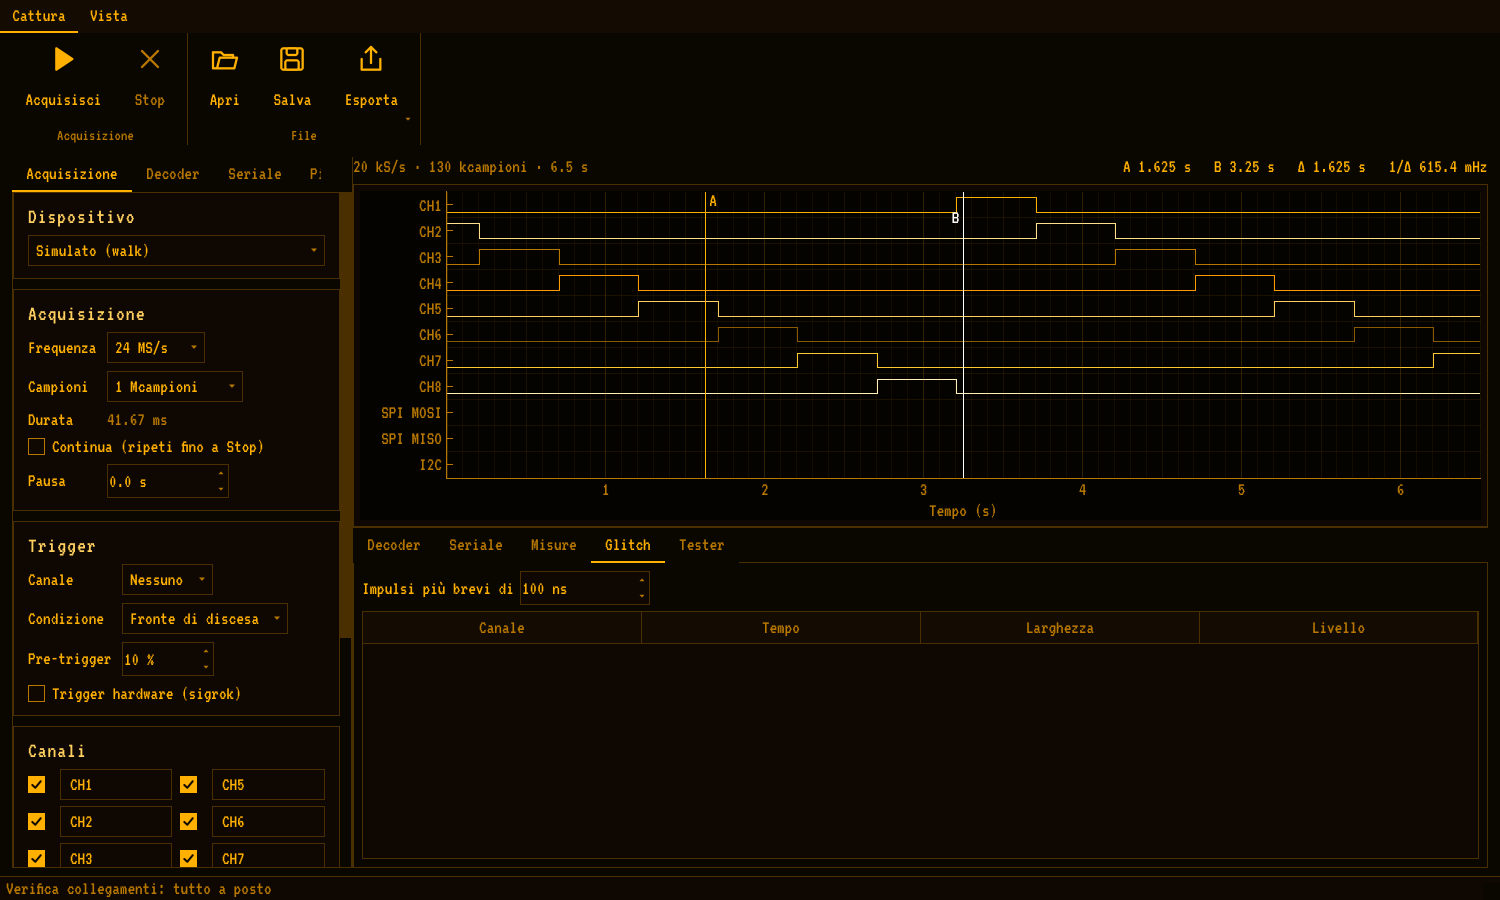 Cattura Vista
Acquisisci Stop Apri Salva Esporta
Acquisizione File
Acquisizione Decoder Seriale
20 kS/s · 130 kcampioni · 6.5 s A 1.625 s B 3.25 s Δ 1.625 s 1/Δ 615.4 mHz
Dispositivo
Simulato (walk)
Acquisizione
Frequenza 24 MS/s
Campioni 1 Mcampioni
Durata 41.67 ms
Continua (ripeti fino a Stop)
Pausa 0.0 s
Trigger
Canale Nessuno
Condizione Fronte di discesa
Pre-trigger 10 %
Trigger hardware (sigrok)
Canali
CH1 CH5
CH2 CH6
CH3 CH7
A
B
CH1
CH2
CH3
CH4
CH5
CH6
CH7
CH8
SPI MOSI
SPI MISO
I2C
1 2 3 4 5 6
Tempo (s)
Decoder Seriale Misure Glitch Tester
Impulsi più brevi di 100 ns
Canale Tempo Larghezza Livello
Verifica collegamenti: tutto a posto